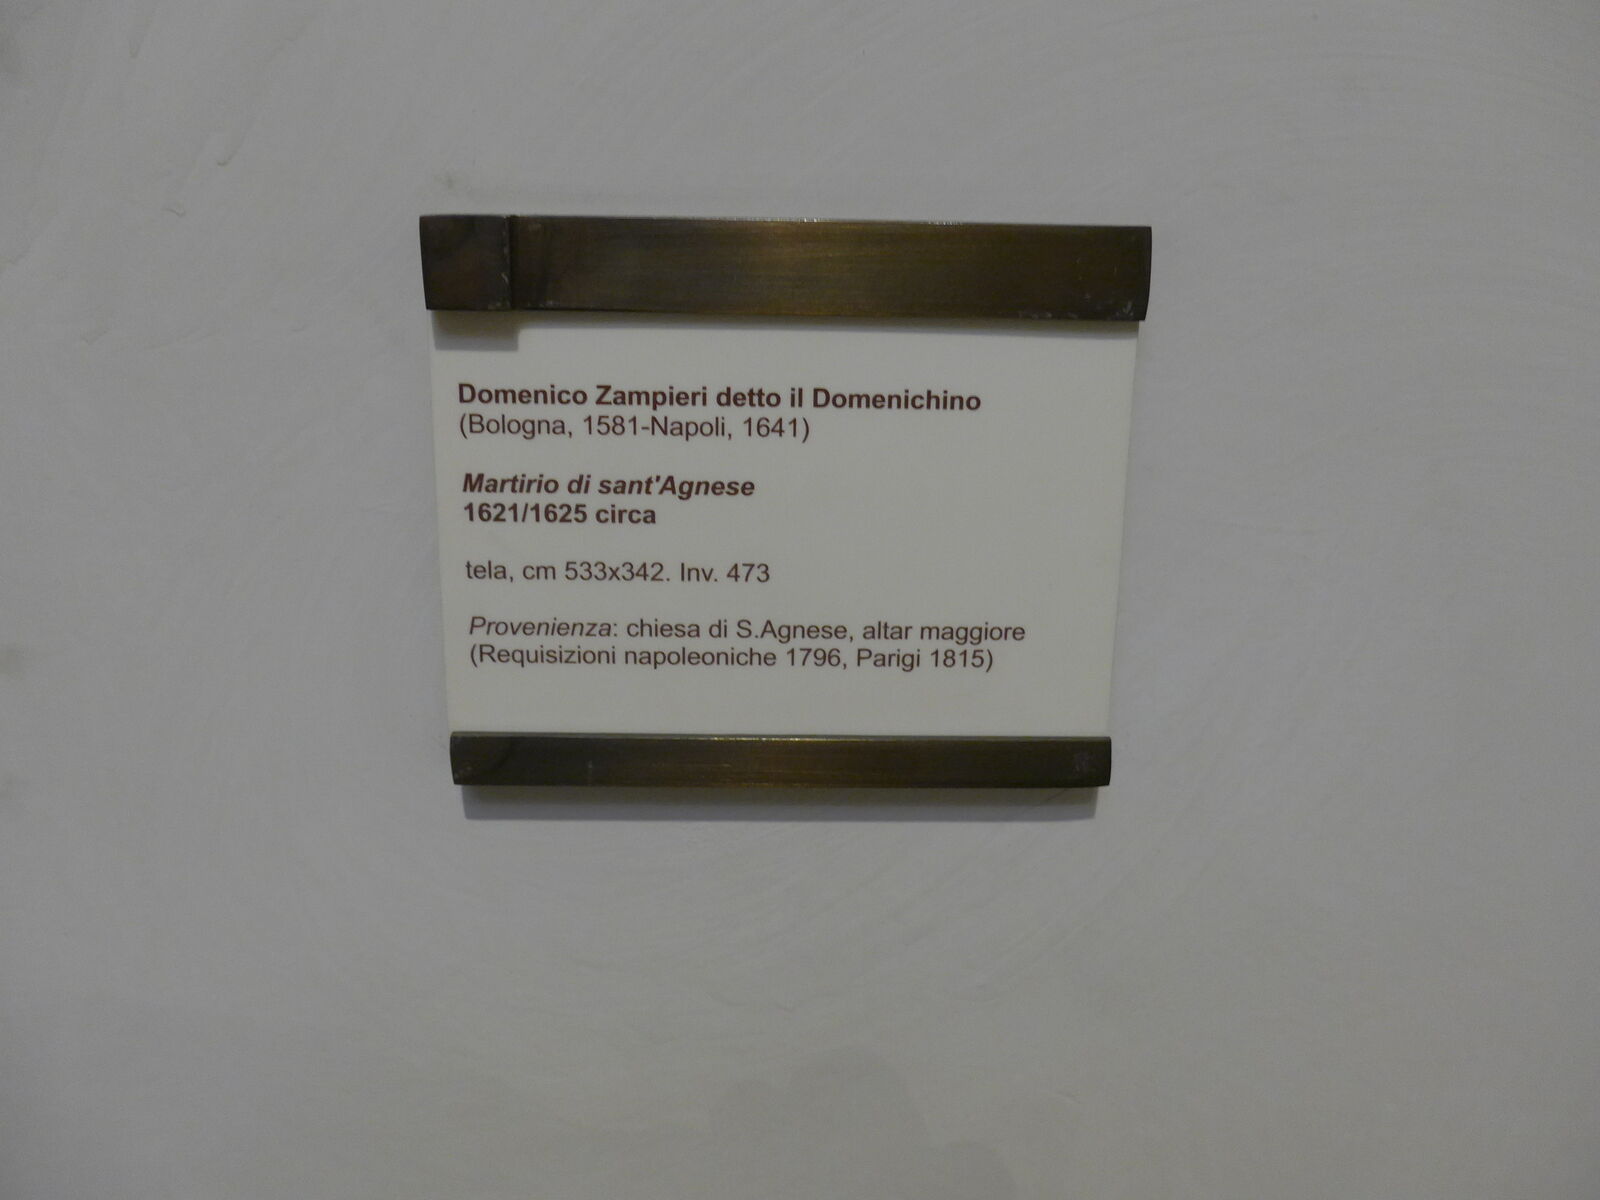 Domenico Zampieri detto il Domenichino
(Bologna, 1581-Napoli, 1641)
Martirio di sant'Agnese
1621/1625 circa
tela, cm 533x342. Inv. 473
Provenienza: chiesa di S.Agnese, altar maggiore
(Requisizioni napoleoniche 1796, Parigi 1815)